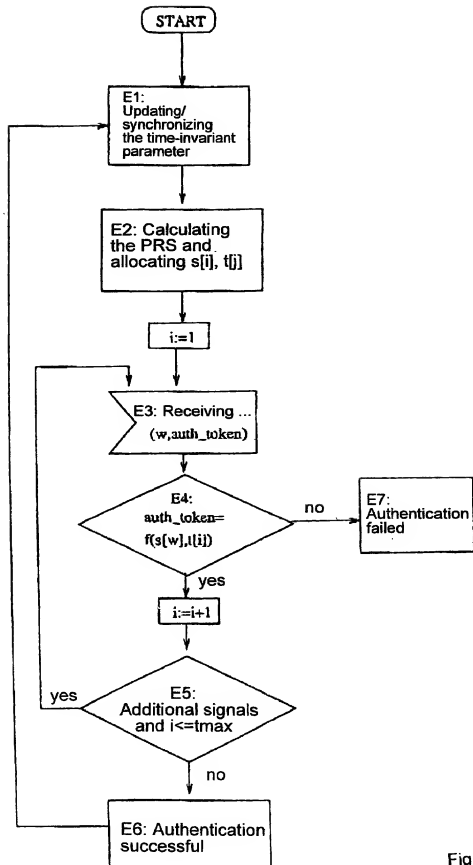 START
E1:
Updating/
synchronizing
the time-invariant
parameter
E2: Calculating
the PRS and
allocating s[i], t[j]
i:=1
E3: Receiving ...
(w,auth_token)
E4:
auth_token=
f(s[w],t[i])
no
E7:
Authentication
failed
yes
i:=i+1
yes
E5:
Additional signals
and i<=tmax
no
E6: Authentication
successful
Fig